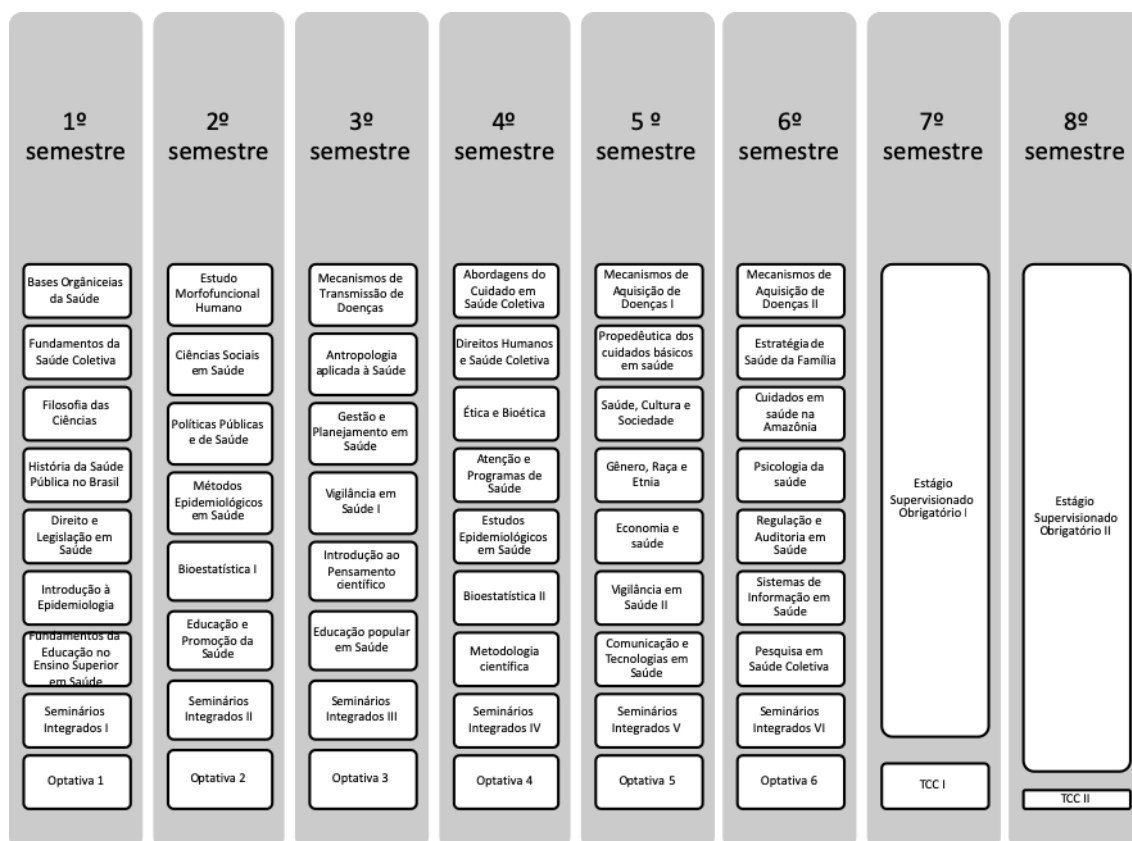 1º
semestre
Bases Orgâniceias
da Saúde
Fundamentos da
Saúde Coletiva
Filosofia das
Ciências
História da Saúde
Pública no Brasil
Direito e
Legislação em
Saúde
Introdução à
Epidemiologia
Fundamentos da
Educação no
Ensino Superior
em Saúde
Seminários
Integrados I
Optativa 1
2º
semestre
Estudo
Morfofuncional
Humano
Ciências Sociais
em Saúde
Políticas Públicas
e de Saúde
Métodos
Epidemiológicos
em Saúde
Bioestatística I
Educação e
Promoção da
Saúde
Seminários
Integrados II
Optativa 2
3º
semestre
Mecanismos de
Transmissão de
Doenças
Antropologia
aplicada à Saúde
Gestão e
Planejamento em
Saúde
Vigilância em
Saúde I
Introdução ao
Pensamento
científico
Educação popular
em Saúde
Seminários
Integrados III
Optativa 3
4º
semestre
Abordagens do
Cuidado em
Saúde Coletiva
Direitos Humanos
e Saúde Coletiva
Ética e Bioética
Atenção e
Programas de
Saúde
Estudos
Epidemiológicos
em Saúde
Bioestatística II
Metodologia
científica
Seminários
Integrados IV
Optativa 4
5 º
semestre
Mecanismos de
Aquisição de
Doenças I
Propedêutica dos
cuidados básicos
em saúde
Saúde, Cultura e
Sociedade
Gênero, Raça e
Etnia
Economia e
saúde
Vigilância em
Saúde II
Comunicação e
Tecnologias em
Saúde
Seminários
Integrados V
Optativa 5
6º
semestre
Mecanismos de
Aquisição de
Doenças II
Estratégia de
Saúde da Família
Cuidados em
saúde na
Amazônia
Psicologia da
saúde
Regulação e
Auditoria em
Saúde
Sistemas de
Informação em
Saúde
Pesquisa em
Saúde Coletiva
Seminários
Integrados VI
Optativa 6
7º
semestre
Estágio
Supervisionado
Obrigatório I
TCC I
8º
semestre
Estágio
Supervisionado
Obrigatório II
TCC II